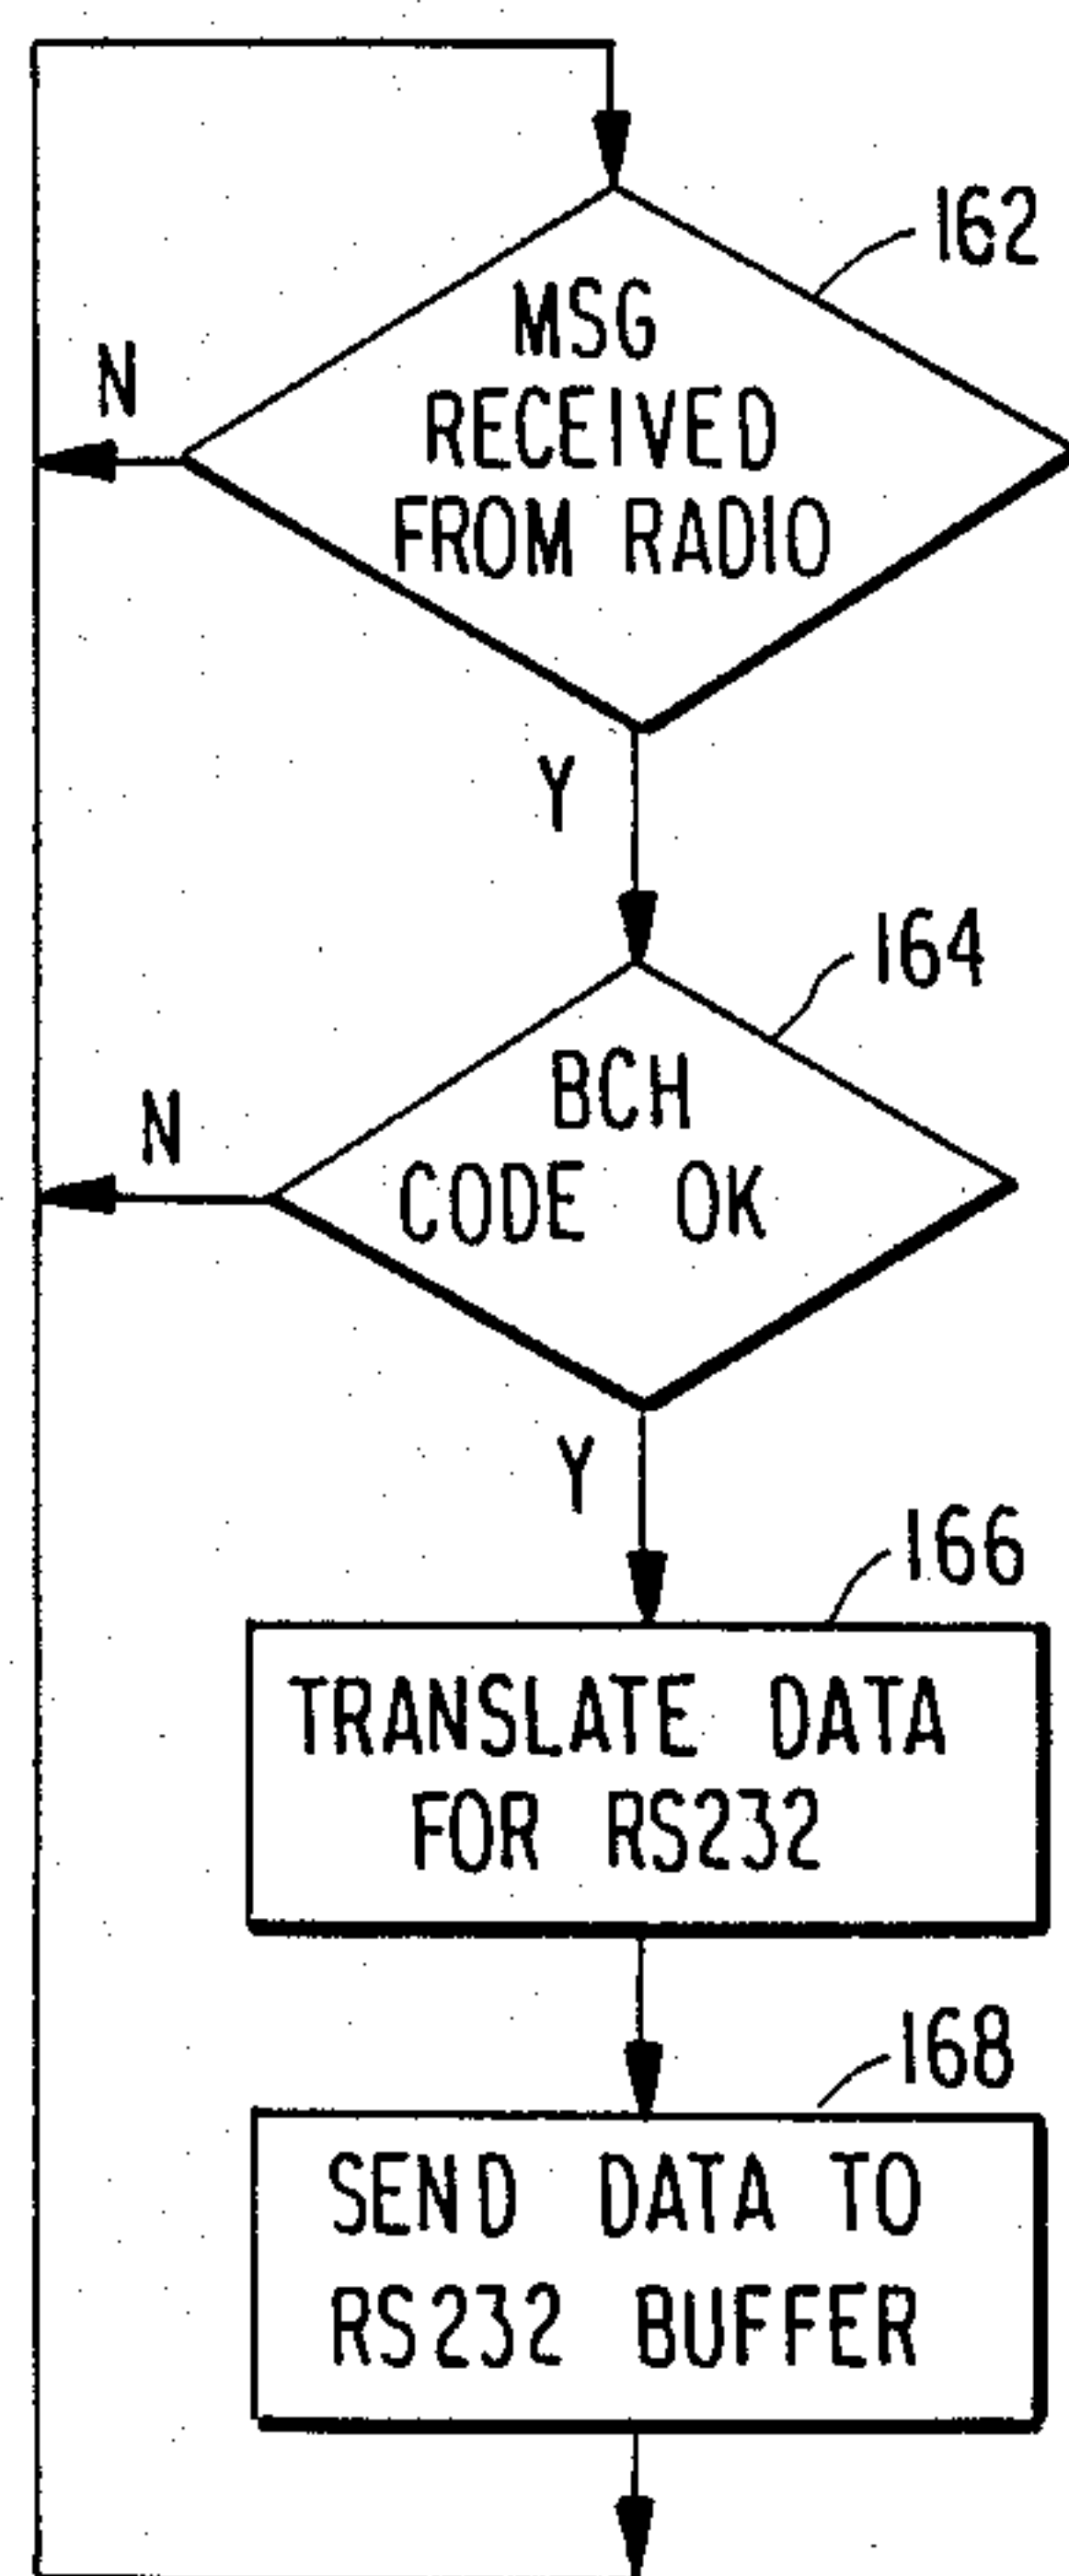 162
MSG
RECEIVED
FROM RADIO
N
Y
164
BCH
CODE OK
N
Y
166
TRANSLATE DATA
FOR RS232
168
SEND DATA TO
RS232 BUFFER